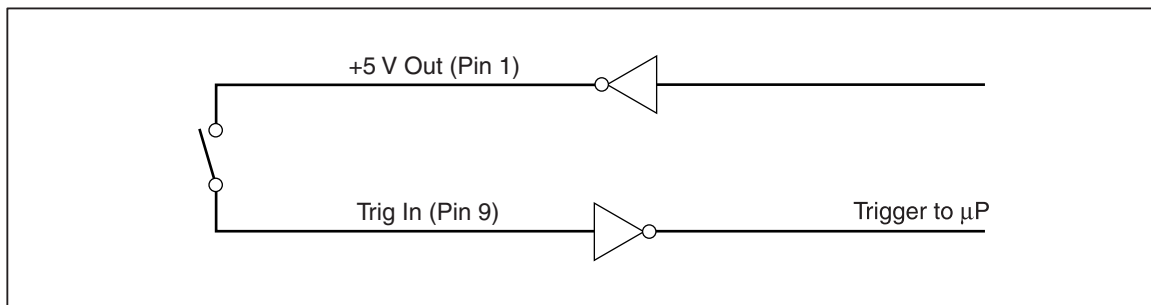 +5 V Out (Pin 1)
Trig In (Pin 9)
Trigger to μP